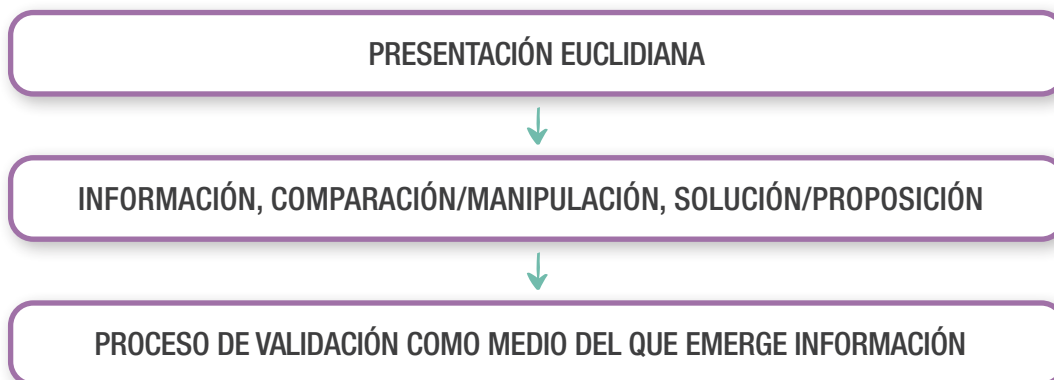 PRESENTACIÓN EUCLIDIANA
INFORMACIÓN, COMPARACIÓN/MANIPULACIÓN, SOLUCIÓN/PROPOSICIÓN
PROCESO DE VALIDACIÓN COMO MEDIO DEL QUE EMERGE INFORMACIÓN